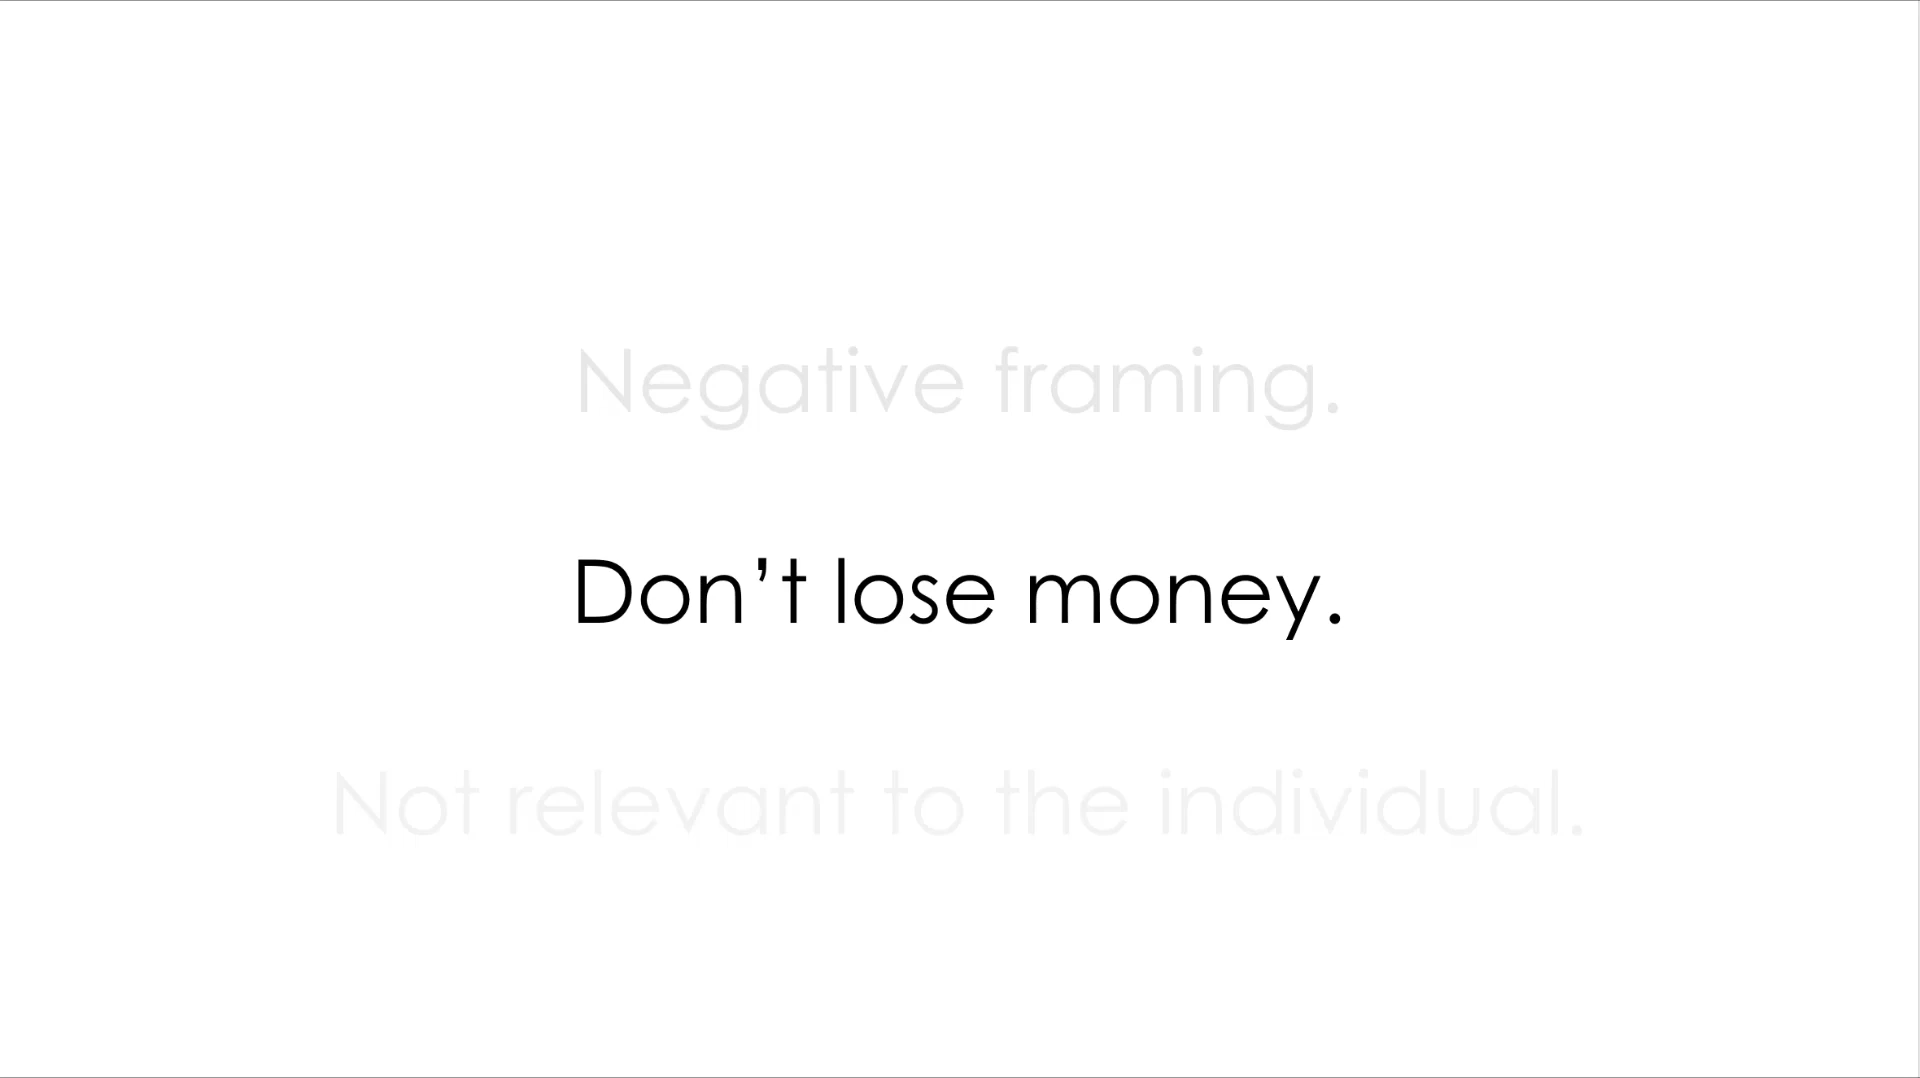 Negative framing.
Don’t lose money.
Not relevant to the individual.